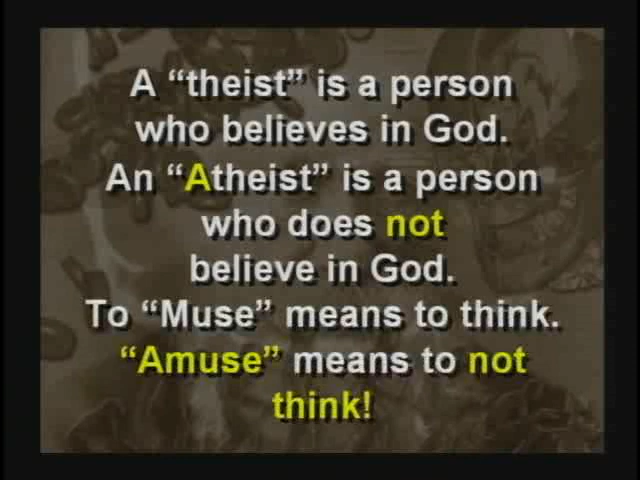 A “theist” is a person
who believes in God.
An “Atheist” is a person
who does not
believe in God.
To “Muse” means to think.
“Amuse” means to not
think!